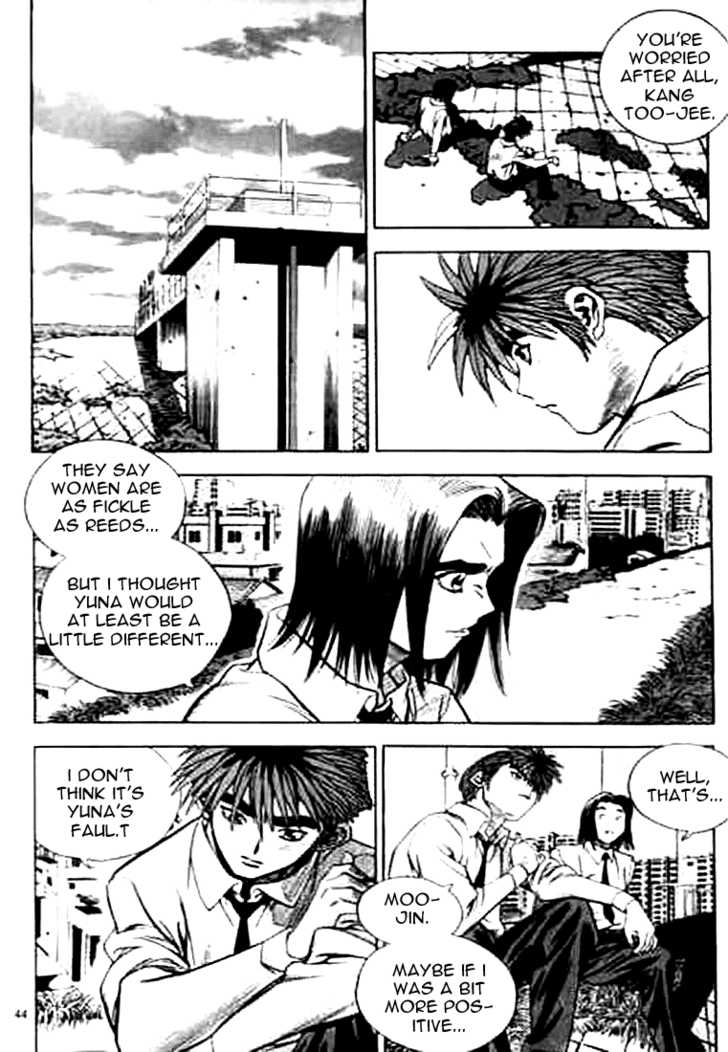 YOU'RE
WORRIED
AFTER ALL,
KANG
TOO-JEE.
THEY SAY
WOMEN ARE
AS FICKLE
AS REEDS...
BUT I THOUGHT
YUNA WOULD
AT LEAST BE A
LITTLE DIFFERENT...
I DON'T
THINK IT'S
YUNA'S
FAUL.T
WELL,
THAT'S...
MOO-
JIN.
MAYBE IF I
WAS A BIT
MORE POS-
ITIVE...
44